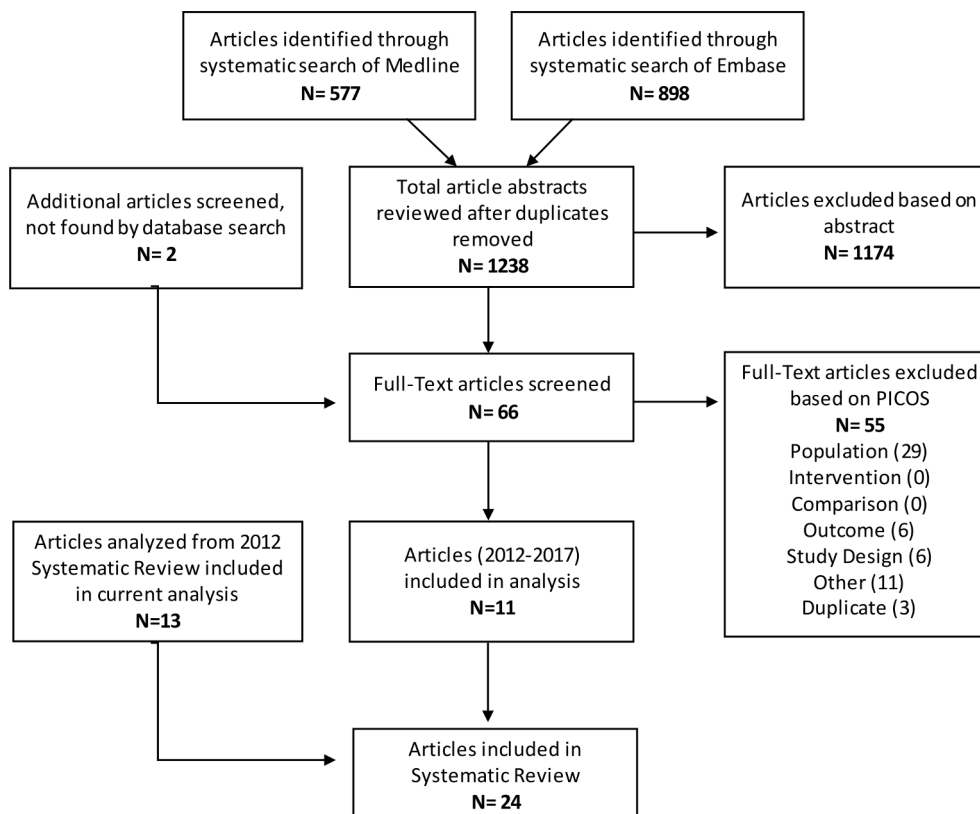 Articles identified through
systematic search of Medline
N= 577
Articles identified through
systematic search of Embase
N= 898
Additional articles screened,
not found by database search
N= 2
Total article abstracts
reviewed after duplicates
removed
N= 1238
Articles excluded based on
abstract
N= 1174
Full-Text articles screened
N= 66
Full-Text articles excluded
based on PICOS
N= 55
Population (29)
Intervention (0)
Comparison (0)
Outcome (6)
Study Design (6)
Other (11)
Duplicate (3)
Articles analyzed from 2012
Systematic Review included
in current analysis
N=13
Articles (2012-2017)
included in analysis
N=11
Articles included in
Systematic Review
N= 24